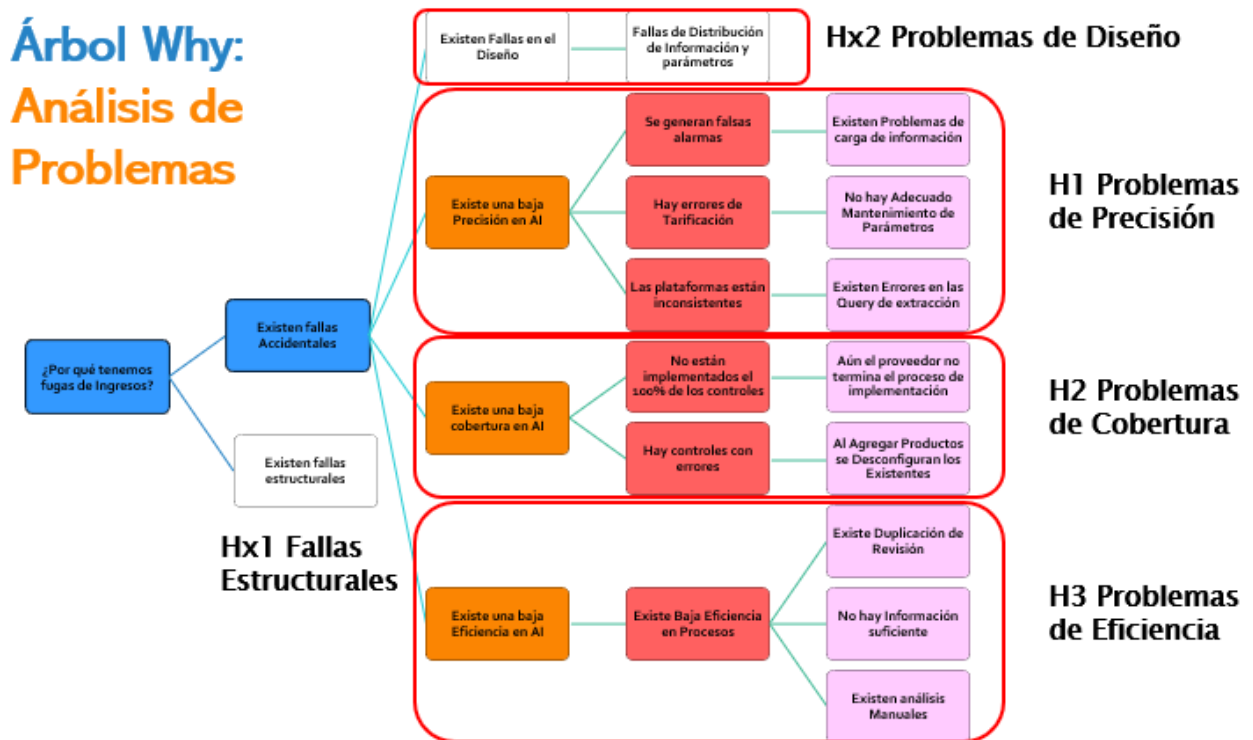 Árbol Why:
Análisis de
Problemas
Existen Fallas en el
Diseño
Fallas de Distribución
de Información y
parámetros
Hx2 Problemas de Diseño
Se generan falsas
alarmas
Existen Problemas de
carga de información
Existe una baja
Precisión en AI
Hay errores de
Tarificación
No hay Adecuado
Mantenimiento de
Parámetros
H1 Problemas
de Precisión
Las plataformas están
inconsistentes
Existen Errores en las
Query de extracción
Existen fallas
Accidentales
¿Por qué tenemos
fugas de Ingresos?
No están
implementados el
100% de los controles
Aún el proveedor no
termina el proceso de
implementación
Existe una baja
cobertura en AI
H2 Problemas
de Cobertura
Hay controles con
errores
Al Agregar Productos
se Desconfiguran los
Existentes
Existen fallas
estructurales
Hx1 Fallas
Estructurales
Existe Duplicación de
Revisión
Existe una baja
Eficiencia en AI
Existe Baja Eficiencia
en Procesos
No hay Información
suficiente
H3 Problemas
de Eficiencia
Existen análisis
Manuales